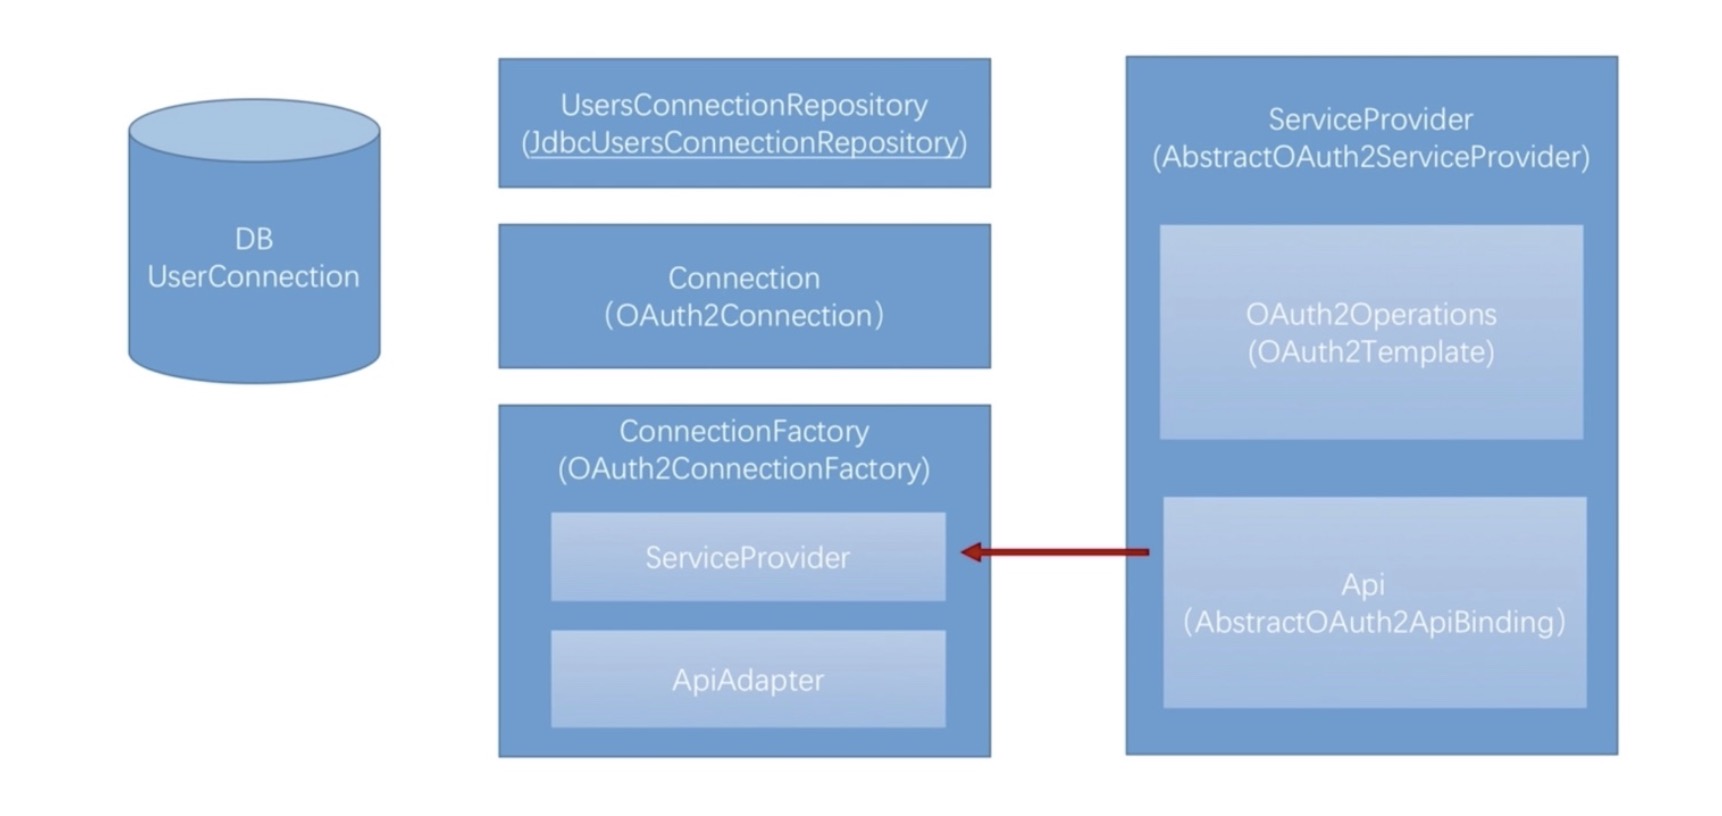 DB
UserConnection
UsersConnectionRepository
(JdbcUsersConnectionRepository)
Connection
（OAuth2Connection）
ConnectionFactory
(OAuth2ConnectionFactory)
ServiceProvider
ApiAdapter
ServiceProvider
(AbstractOAuth2ServiceProvider)
OAuth2Operations
(OAuth2Template)
Api
（AbstractOAuth2ApiBinding）